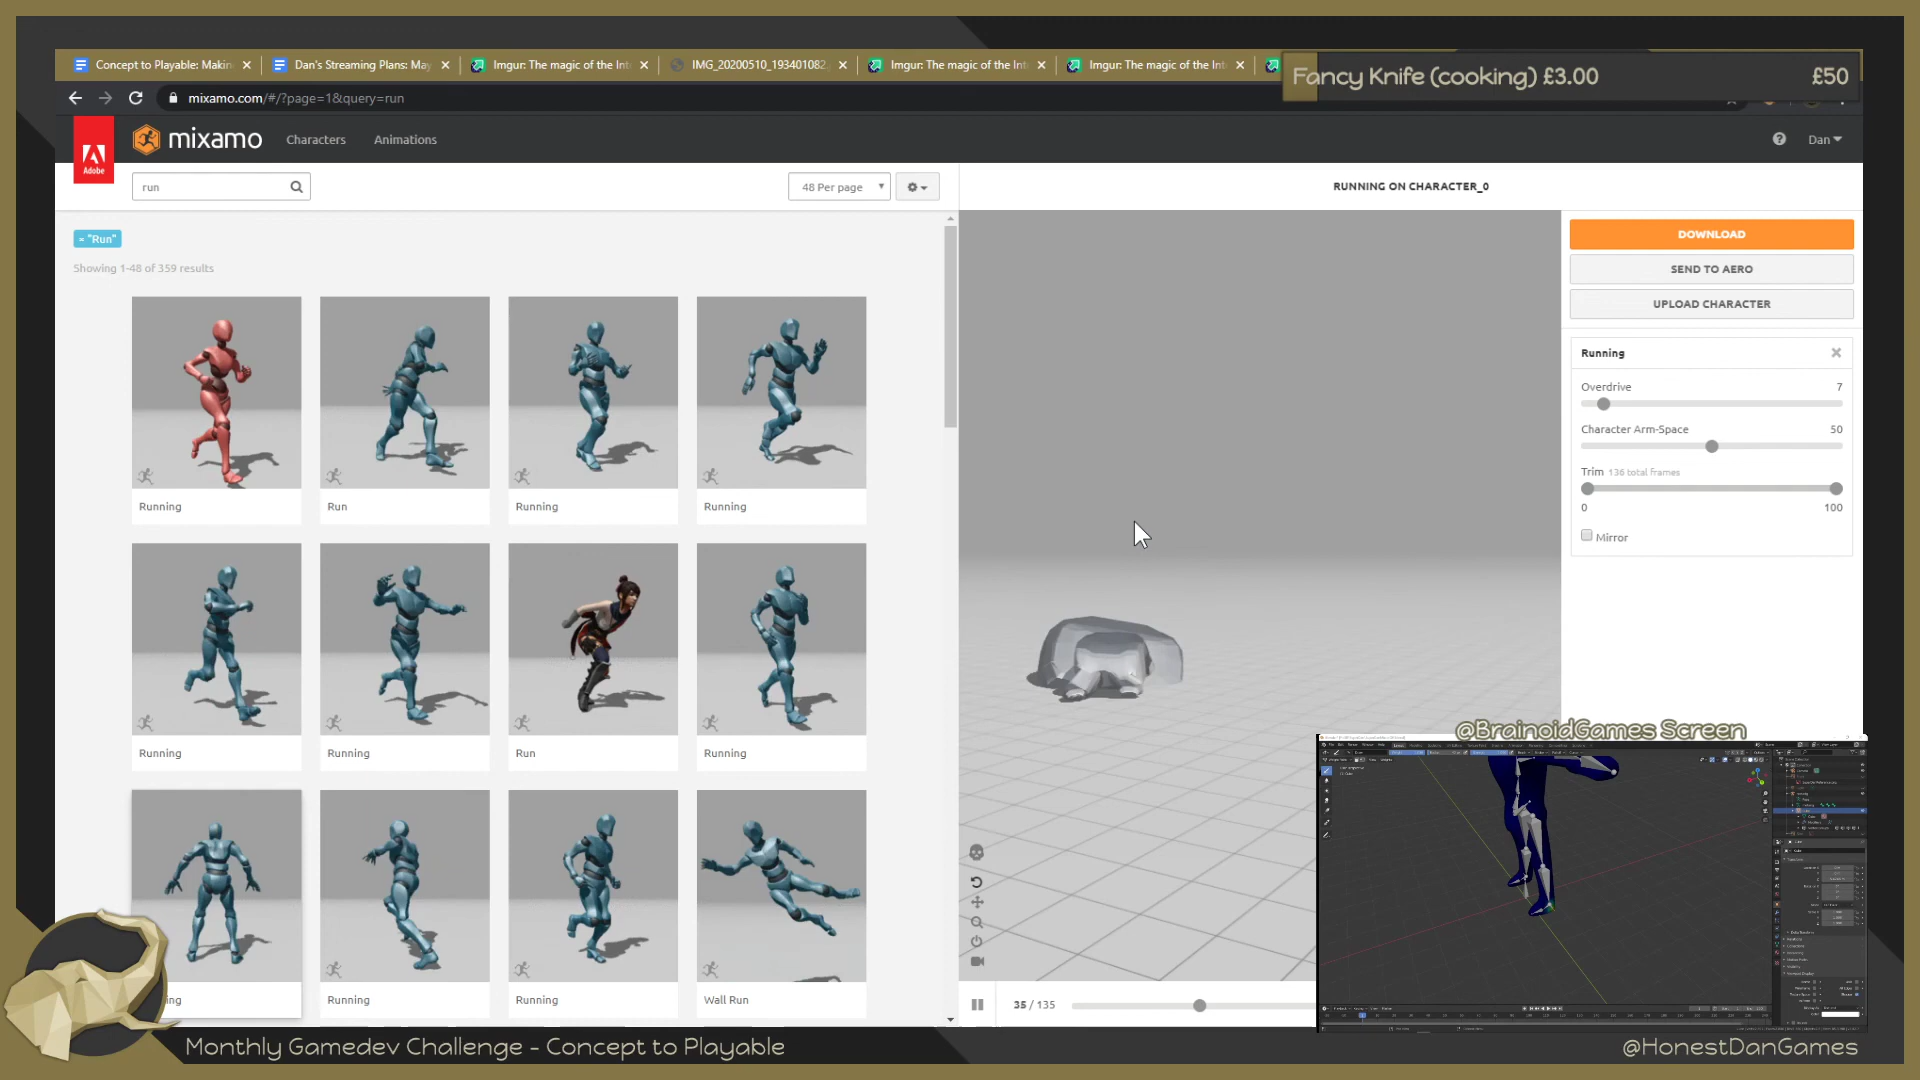 Concept to Playable: Makin
Dan's Streaming Plans: May
Imgur: The magic of the Int
IMG_20200510_193401082
Imgur: The magic of the Int
Imgur: The magic of the Int
Fancy Knife (cooking) £3.00
£50
mixamo.com/#/?page=1&query=run
Adobe
mixamo
Characters
Animations
Dan
run
48 Per page
RUNNING ON CHARACTER_0
× "Run"
Showing 1-48 of 359 results
DOWNLOAD
SEND TO AERO
UPLOAD CHARACTER
Running
Overdrive
7
Character Arm-Space
50
Trim 136 total frames
0
100
Mirror
Running
Run
Running
Running
Running
Running
Run
Running
ng
Running
Running
Wall Run
@BrainoidGames Screen
35 / 135
Monthly Gamedev Challenge - Concept to Playable
@HonestDanGames